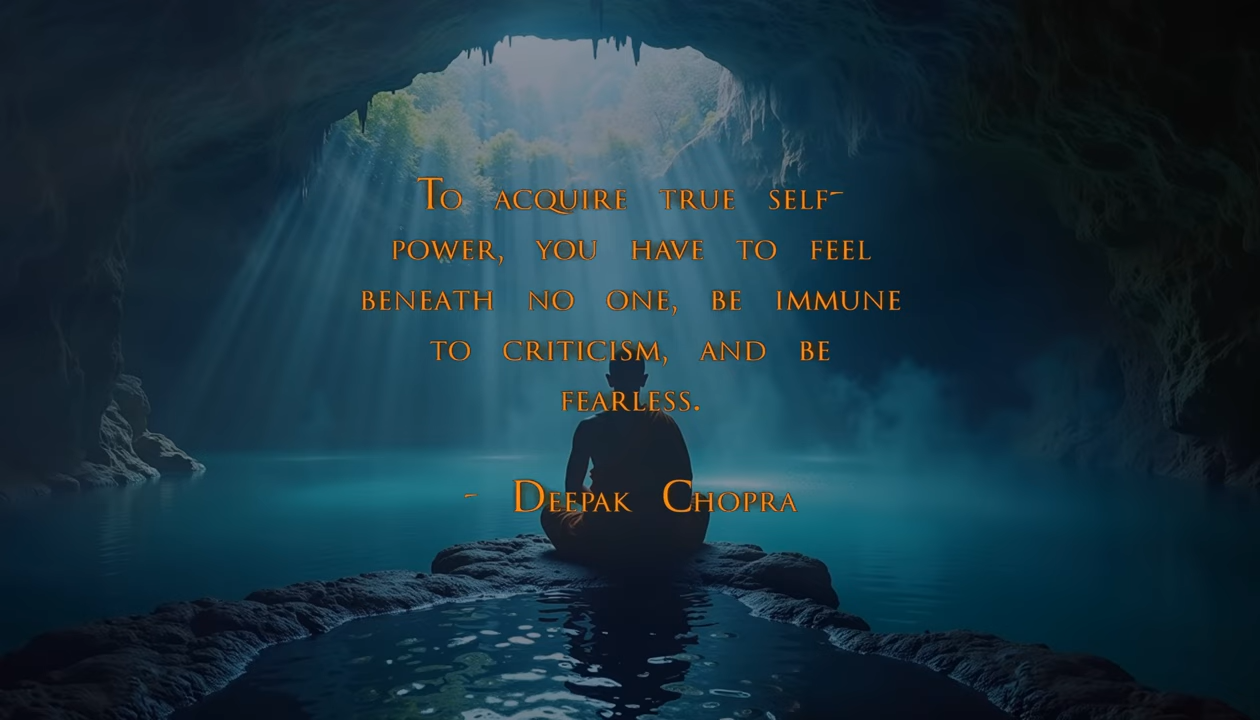 To acquire true self-
power, you have to feel
beneath no one, be immune
to criticism, and be
fearless.
- Deepak Chopra